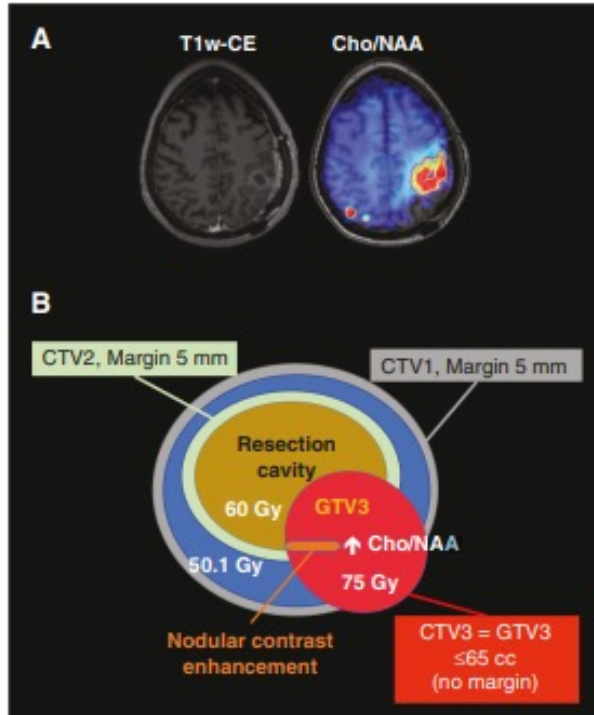 A
T1w-CE
Cho/NAA
B
CTV2, Margin 5 mm
CTV1, Margin 5 mm
Resection
cavity
60 Gy
GTV3
↑ Cho/NAA
50.1 Gy
75 Gy
Nodular contrast
enhancement
CTV3 = GTV3
≤65 cc
(no margin)